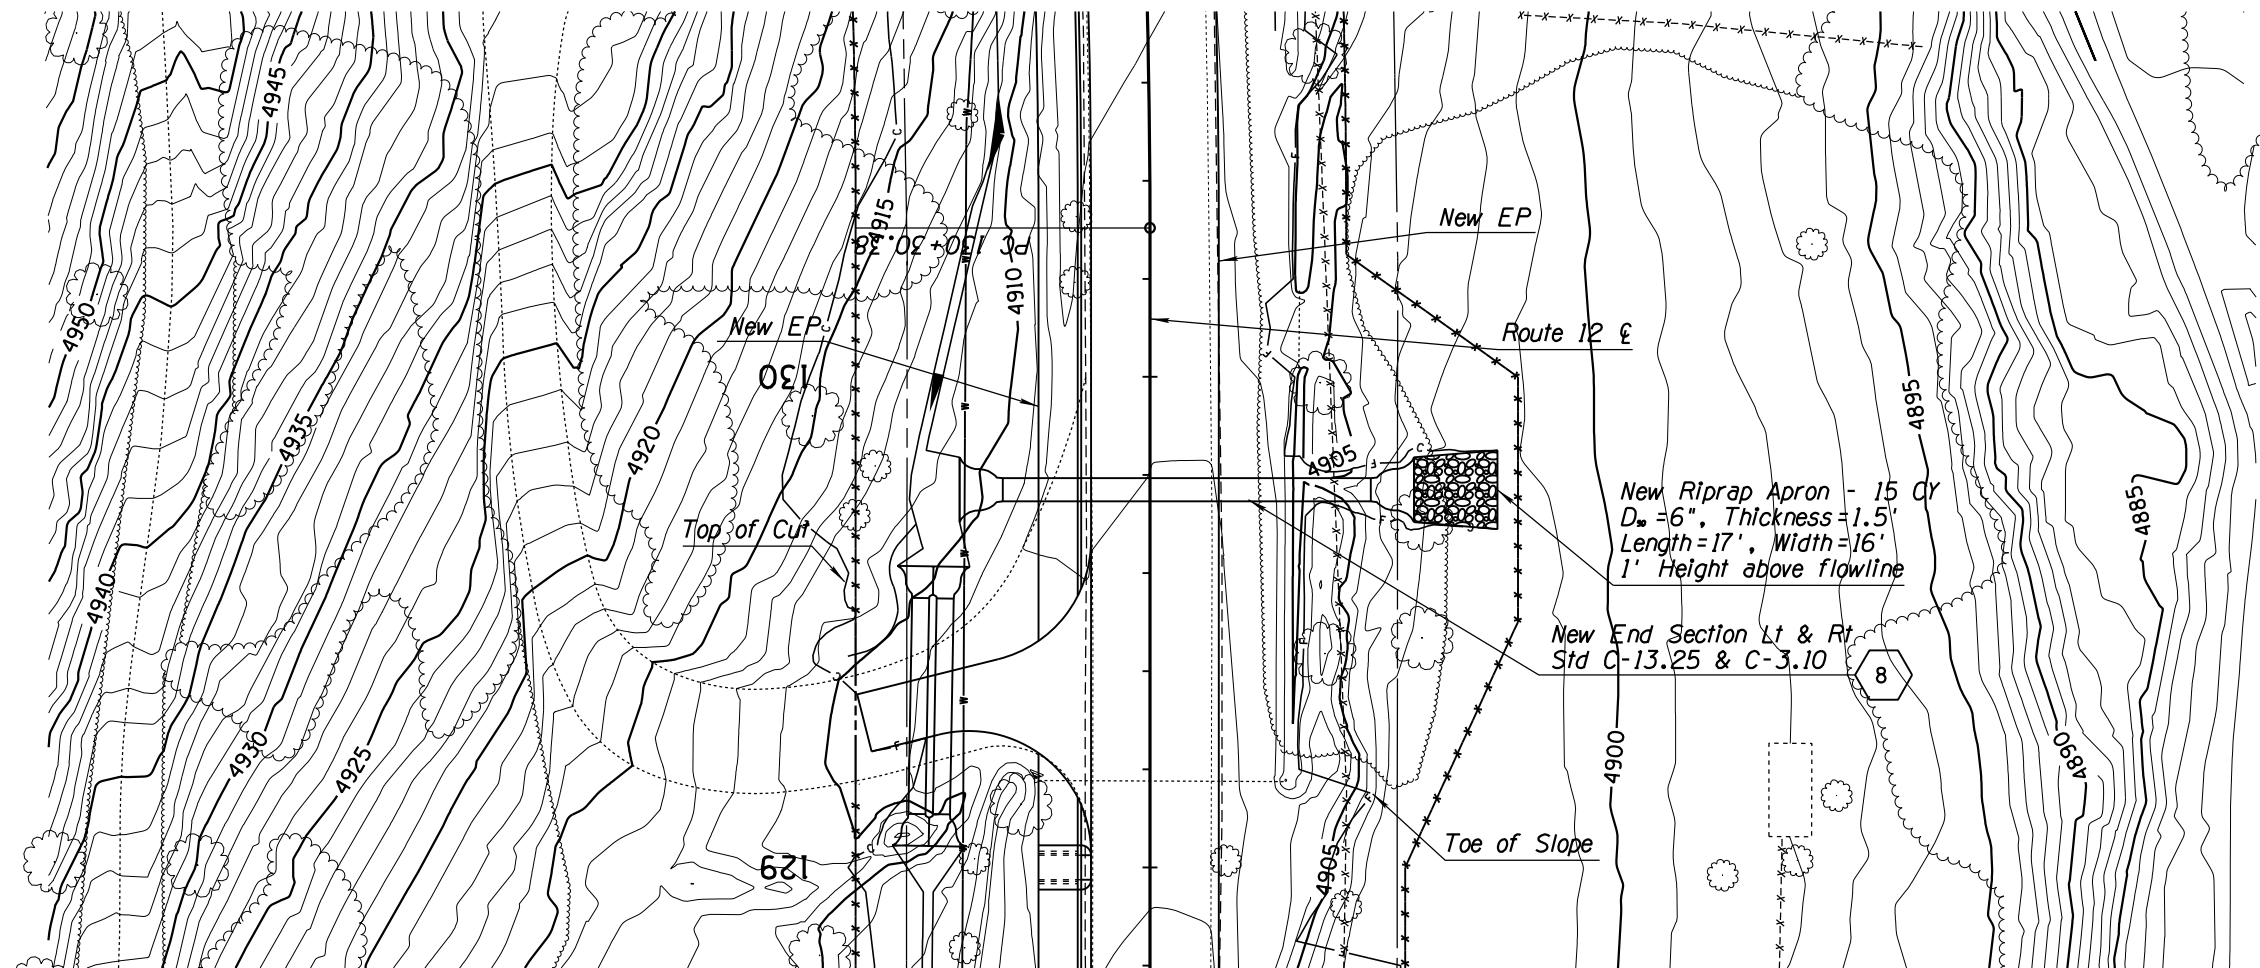 4945
4915
New EP
PC 130+30.38
4910
4950
New EP
Route 12 ℄
130
4895
4935
4920
4905
New Riprap Apron - 15 CY
D₅₀=6", Thickness=1.5'
Length=17', Width=16'
1' Height above flowline
4885
Top of Cut
4940
New End Section Lt & Rt
Std C-13.25 & C-3.10
8
4930
4925
4900
4890
Toe of Slope
129
4905